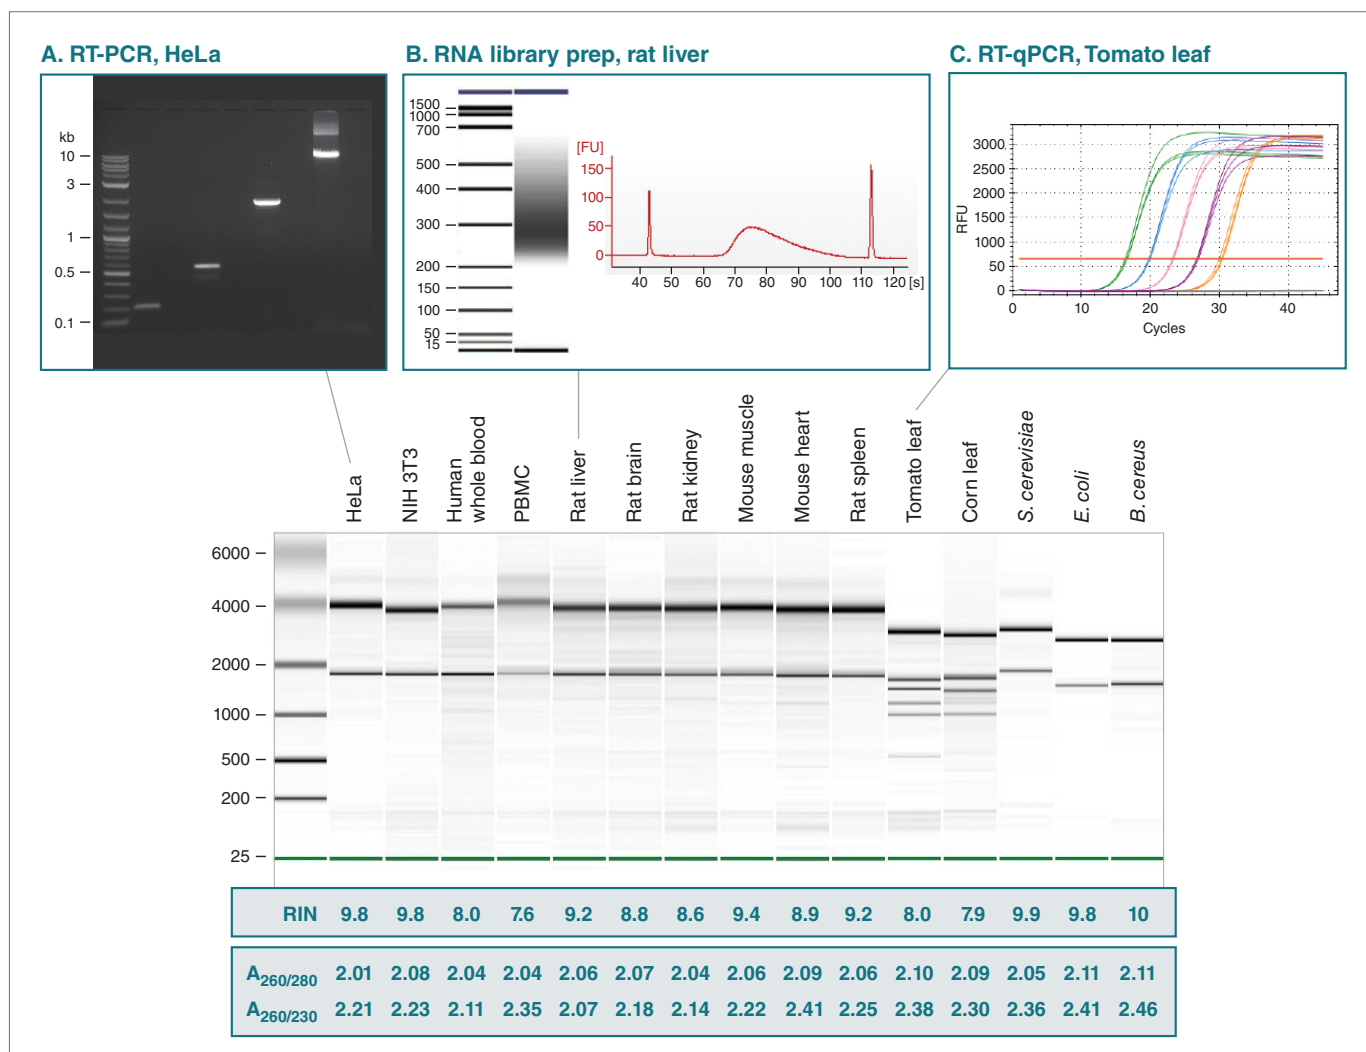 A. RT-PCR, HeLa
kb
10
3
1
0.5
0.1
B. RNA library prep, rat liver
1500
1000
700
500
400
300
200
150
100
50
15
[FU]
150
100
50
0
40 50 60 70 80 90 100 110 120 [s]
C. RT-qPCR, Tomato leaf
RFU
3000
2500
2000
1500
1000
50
0
0 10 20 30 40
Cycles
HeLa
NIH 3T3
Human
whole blood
PBMC
Rat liver
Rat brain
Rat kidney
Mouse muscle
Mouse heart
Rat spleen
Tomato leaf
Corn leaf
S. cerevisiae
E. coli
B. cereus
6000
4000
2000
1000
500
200
25
RIN 9.8 9.8 8.0 7.6 9.2 8.8 8.6 9.4 8.9 9.2 8.0 7.9 9.9 9.8 10
A260/280 2.01 2.08 2.04 2.04 2.06 2.07 2.04 2.06 2.09 2.06 2.10 2.09 2.05 2.11 2.11
A260/230 2.21 2.23 2.11 2.35 2.07 2.18 2.14 2.22 2.41 2.25 2.38 2.30 2.36 2.41 2.46